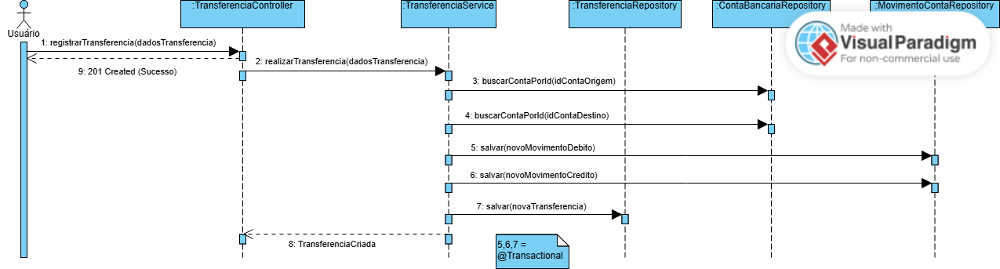 :TransferenciaController
:TransferenciaService
:TransferenciaRepository
:ContaBancariaRepository
:MovimentoContaRepository
Usuário
Made with
Visual Paradigm
For non-commercial use
1: registrarTransferencia(dadosTransferencia)
2: realizarTransferencia(dadosTransferencia)
9: 201 Created (Sucesso)
3: buscarContaPorId(idContaOrigem)
4: buscarContaPorId(idContaDestino)
5: salvar(novoMovimentoDebito)
6: salvar(novoMovimentoCredito)
7: salvar(novaTransferencia)
8: TransferenciaCriada
5,6,7 =
@Transactional